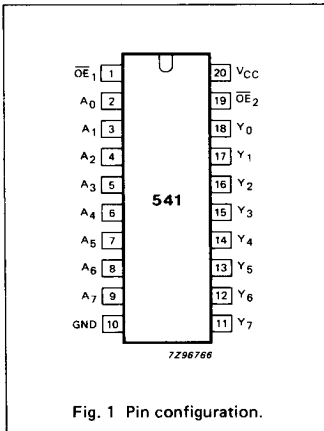 OE1 1 20 VCC
A0 2 19 OE2
A1 3 18 Y0
A2 4 17 Y1
A3 5 16 Y2
541
A4 6 15 Y3
A5 7 14 Y4
A6 8 13 Y5
A7 9 12 Y6
GND 10 11 Y7
7Z96766
Fig. 1 Pin configuration.